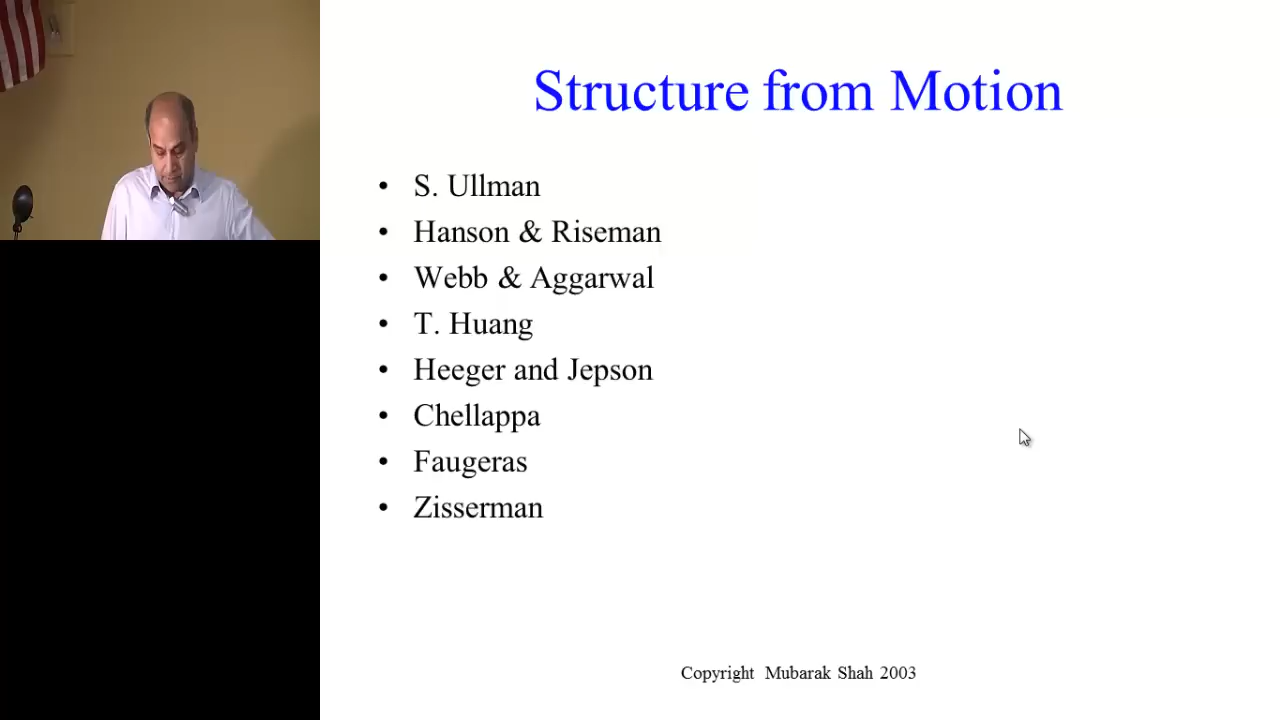 Structure from Motion
• S. Ullman
• Hanson & Riseman
• Webb & Aggarwal
• T. Huang
• Heeger and Jepson
• Chellappa
• Faugeras
• Zisserman
Copyright Mubarak Shah 2003